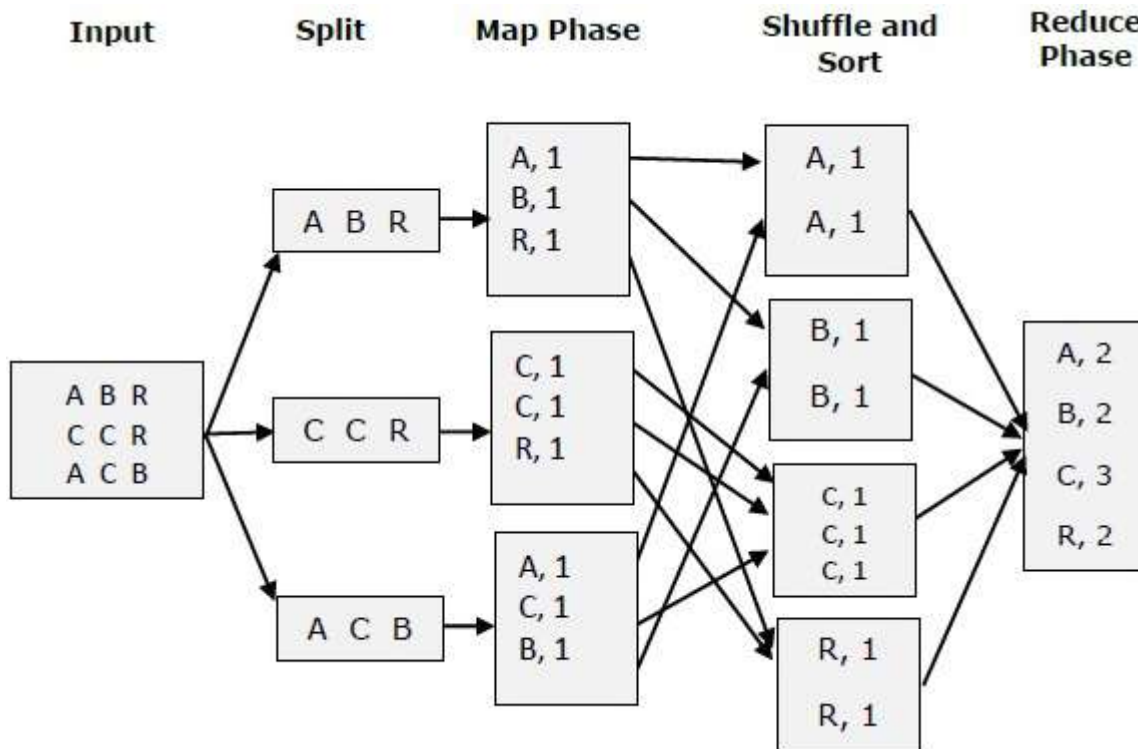 Input
Split
Map Phase
Shuffle and
Sort
Reduce
Phase
A B R
C C R
A C B
A B R
C C R
A C B
A, 1
B, 1
R, 1
C, 1
C, 1
R, 1
A, 1
C, 1
B, 1
A, 1
A, 1
B, 1
B, 1
C, 1
C, 1
C, 1
R, 1
R, 1
A, 2
B, 2
C, 3
R, 2